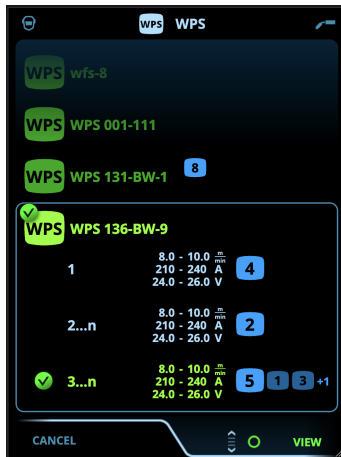 WPS WPS
WPS wfs-8
WPS WPS 001-111
WPS WPS 131-BW-1 8
WPS WPS 136-BW-9
1 8.0 - 10.0 m/min 4
210 - 240 A
24.0 - 26.0 V
2...n 8.0 - 10.0 m/min 2
210 - 240 A
24.0 - 26.0 V
3...n 8.0 - 10.0 m/min 5 1 3 +1
210 - 240 A
24.0 - 26.0 V
CANCEL VIEW